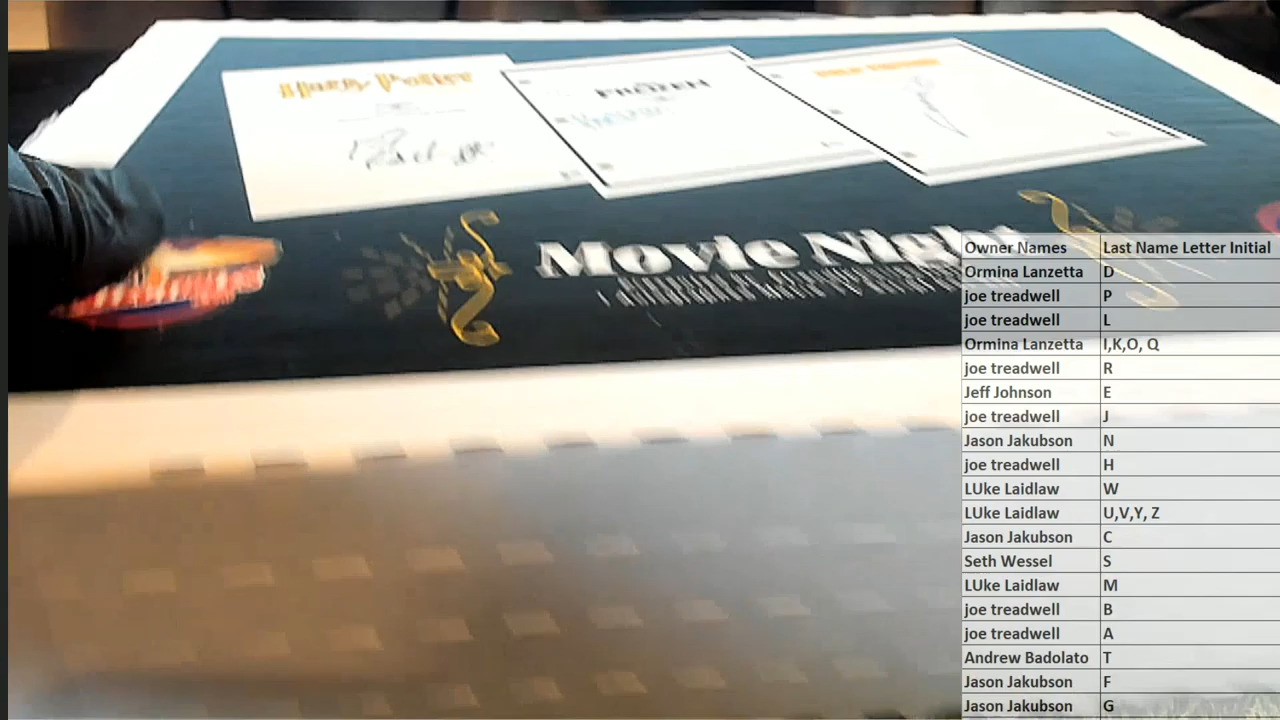 Harry Potter
FROZEN
Movie Night
Owner Names Last Name Letter Initial
Ormina Lanzetta D
joe treadwell P
joe treadwell L
Ormina Lanzetta I,K,O, Q
joe treadwell R
Jeff Johnson E
joe treadwell J
Jason Jakubson N
joe treadwell H
LUke Laidlaw W
LUke Laidlaw U,V,Y, Z
Jason Jakubson C
Seth Wessel S
LUke Laidlaw M
joe treadwell B
joe treadwell A
Andrew Badolato T
Jason Jakubson F
Jason Jakubson G